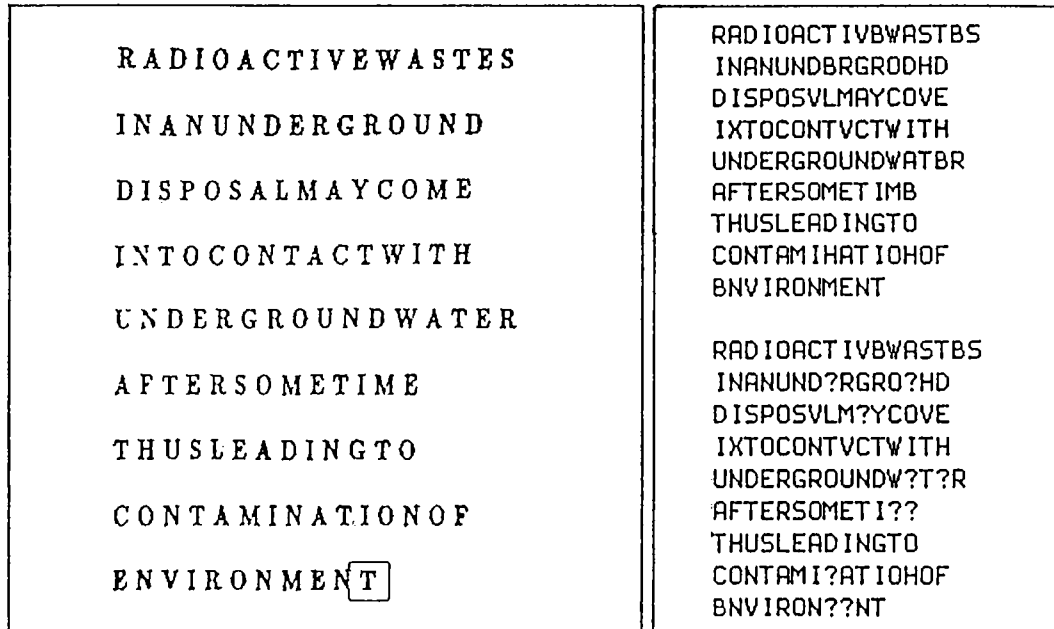 RADIOACTIVEWASTES
INANUNDERGROUND
DISPOSALMAYCOME
INTOCONTACTWITH
UNDERGROUNDWATER
AFTERSOMETIME
THUSLEADINGTO
CONTAMINATIONOF
ENVIRONMENT
RADIOACTIVBWASTBS
INANUNDBRGRODHD
DISPOSVLMAYCOVE
IXTOCONTVCTWITH
UNDERGROUNDWATBR
AFTERSOMETIMB
THUSLEADINGTO
CONTAMIHATIOHOF
BNVIRONMENT
RADIOACTIVBWASTBS
INANUND?RGRO?HD
DISPOSVLM?YCOVE
IXTOCONTVCTWITH
UNDERGROUNDW?T?R
AFTERSOMETI??
THUSLEADINGTO
CONTAMI?ATIOHOF
BNVIRON??NT